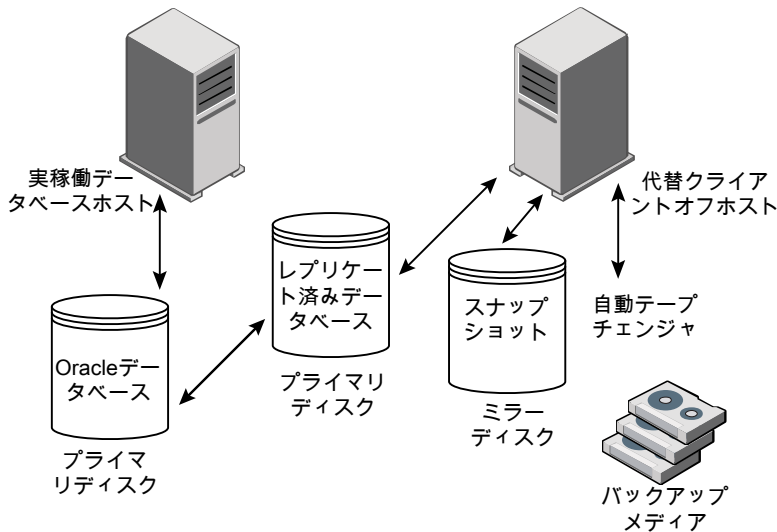 実稼働デー
タベースホスト
代替クライア
ントオフホスト
レプリケー
ト済みデー
タベース
スナップ
ショット
自動テープ
チェンジャ
Oracleデー
タベース
プライマリ
ディスク
ミラー
ディスク
プライマ
リディスク
バックアップ
メディア